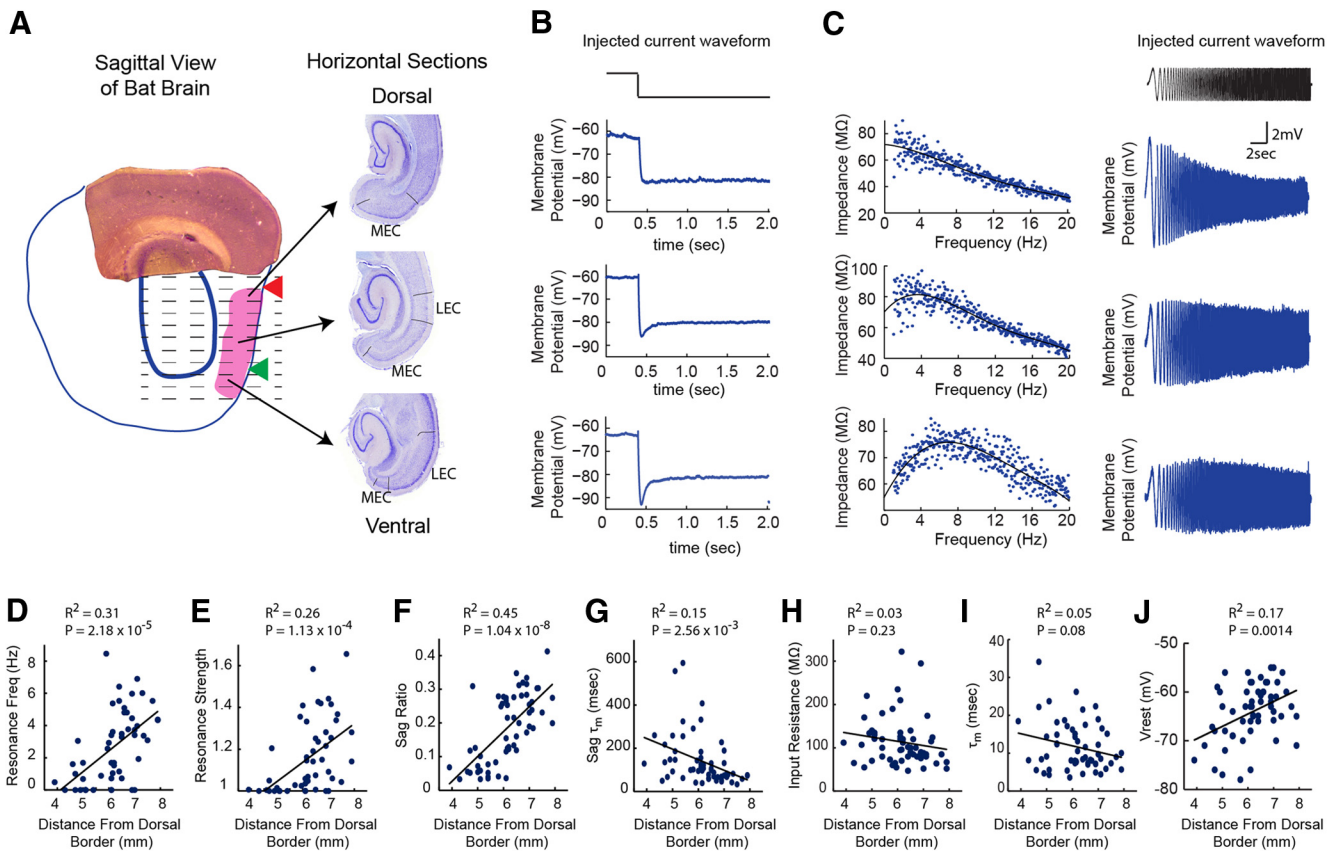 A
Sagittal View
of Bat Brain
Horizontal Sections
Dorsal
MEC
LEC
MEC
LEC
MEC
Ventral
B
Injected current waveform
Membrane
Potential (mV)
−60
−70
−80
−90
0 0.5 1.0 1.5 2.0
time (sec)
Membrane
Potential (mV)
−60
−70
−80
−90
0 0.5 1.0 1.5 2.0
time (sec)
Membrane
Potential (mV)
−60
−70
−80
−90
0 0.5 1.0 1.5 2.0
time (sec)
C
Injected current waveform
2mV
2sec
Impedance (MΩ)
80
60
40
20
0 4 8 12 16 20
Frequency (Hz)
Membrane
Potential (mV)
Impedance (MΩ)
100
80
60
40
0 4 8 12 16 20
Frequency (Hz)
Membrane
Potential (mV)
Impedance (MΩ)
80
70
60
0 4 8 12 16 20
Frequency (Hz)
Membrane
Potential (mV)
D
R² = 0.31
P = 2.18 x 10⁻⁵
Resonance Freq (Hz)
8
6
4
2
0
4 5 6 7 8
Distance From Dorsal
Border (mm)
E
R² = 0.26
P = 1.13 x 10⁻⁴
Resonance Strength
1.6
1.4
1.2
1
4 5 6 7 8
Distance From Dorsal
Border (mm)
F
R² = 0.45
P = 1.04 x 10⁻⁸
Sag Ratio
0.4
0.3
0.2
0.1
0
4 5 6 7 8
Distance From Dorsal
Border (mm)
G
R² = 0.15
P = 2.56 x 10⁻³
Sag τm (msec)
600
400
200
0
4 5 6 7 8
Distance From Dorsal
Border (mm)
H
R² = 0.03
P = 0.23
Input Resistance (MΩ)
300
200
100
0
4 5 6 7 8
Distance From Dorsal
Border (mm)
I
R² = 0.05
P = 0.08
τm (msec)
40
30
20
10
0
4 5 6 7 8
Distance From Dorsal
Border (mm)
J
R² = 0.17
P = 0.0014
Vrest (mV)
-50
-60
-70
-80
4 5 6 7 8
Distance From Dorsal
Border (mm)